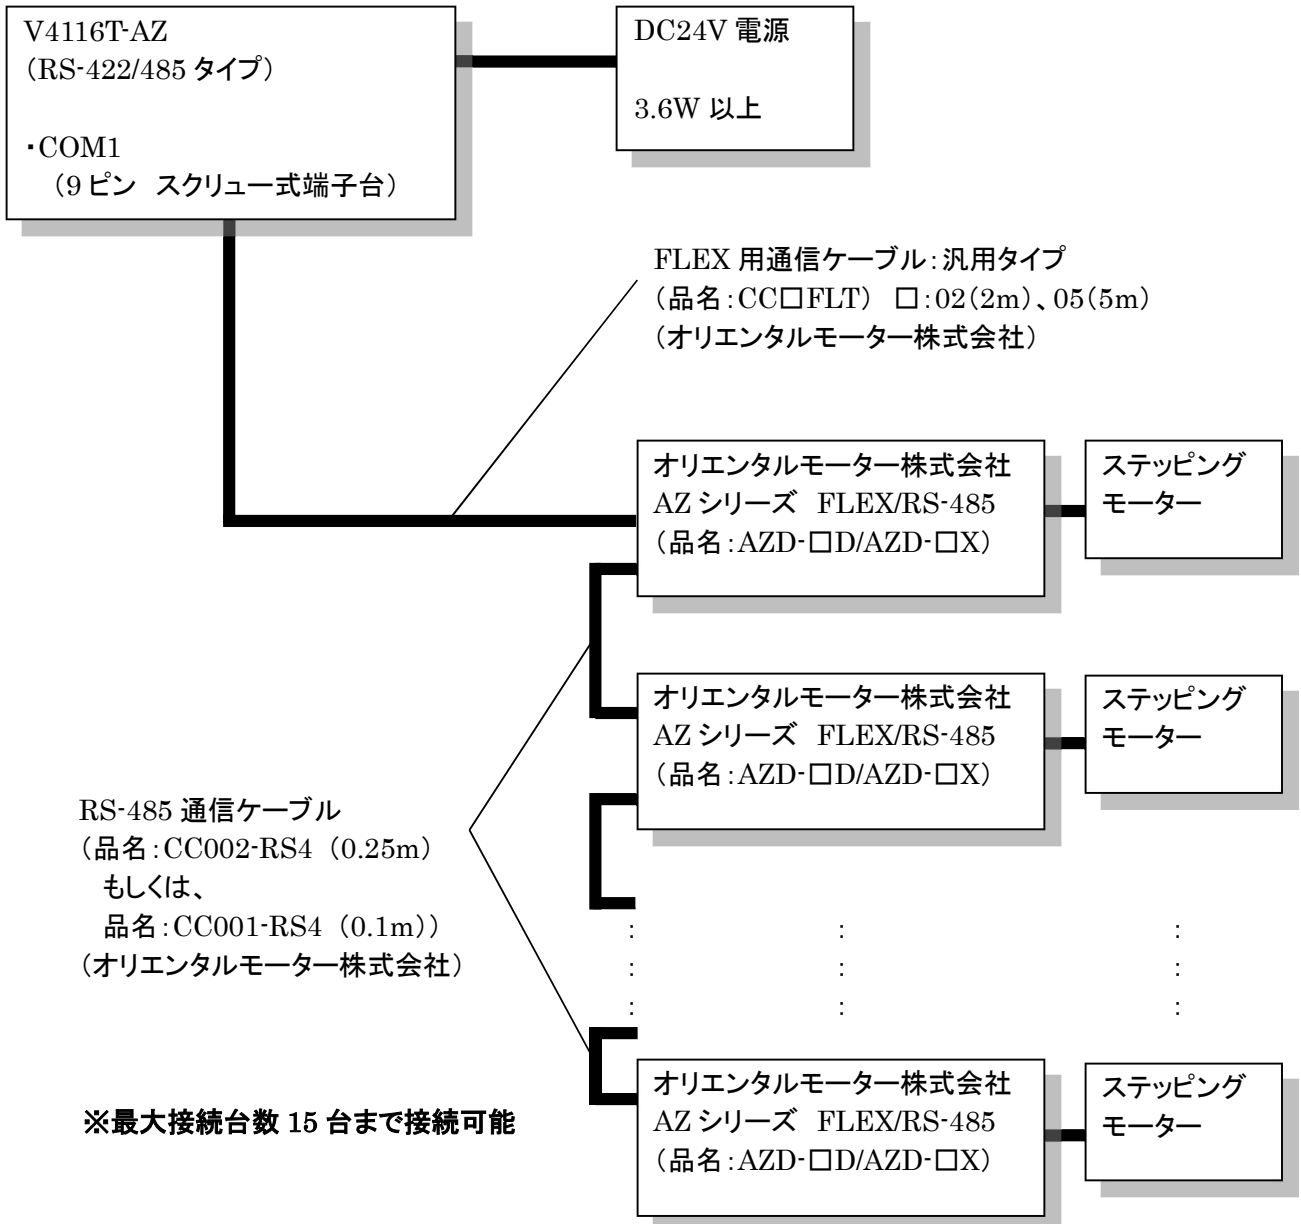 V4116T-AZ
（RS-422/485 タイプ）
・COM1
（9 ピン　スクリュー式端子台）
DC24V 電源
3.6W 以上
FLEX 用通信ケーブル：汎用タイプ
（品名：CC□FLT）　□：02（2m）、05（5m）
（オリエンタルモーター株式会社）
オリエンタルモーター株式会社
AZ シリーズ　FLEX/RS-485
（品名：AZD-□D/AZD-□X）
ステッピング
モーター
オリエンタルモーター株式会社
AZ シリーズ　FLEX/RS-485
（品名：AZD-□D/AZD-□X）
ステッピング
モーター
RS-485 通信ケーブル
（品名：CC002-RS4（0.25m）
もしくは、
品名：CC001-RS4（0.1m））
（オリエンタルモーター株式会社）
：　：　：
：　：　：
：　：　：
オリエンタルモーター株式会社
AZ シリーズ　FLEX/RS-485
（品名：AZD-□D/AZD-□X）
ステッピング
モーター
※最大接続台数 15 台まで接続可能